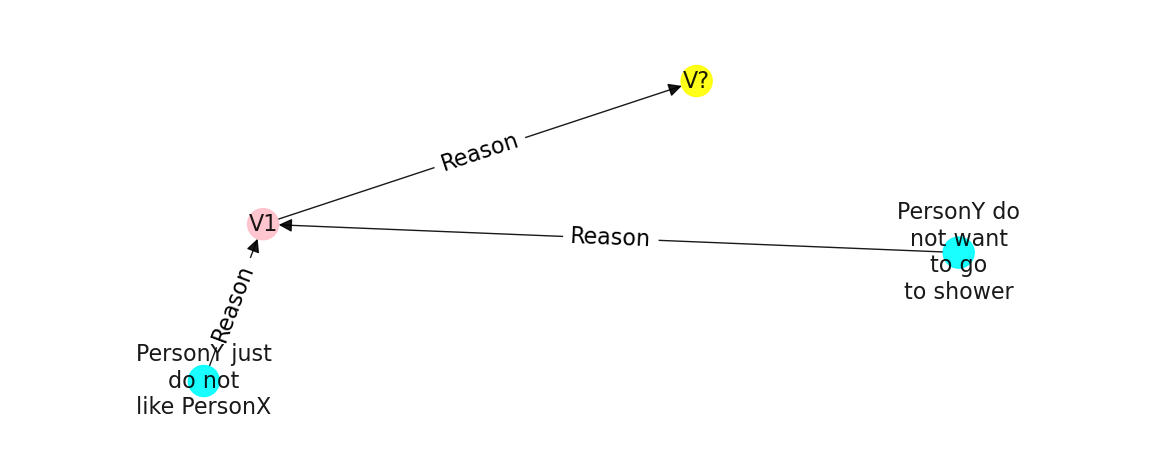 V?
Reason
PersonY do
not want
to go
to shower
V1
Reason
Reason
PersonY just
do not
like PersonX